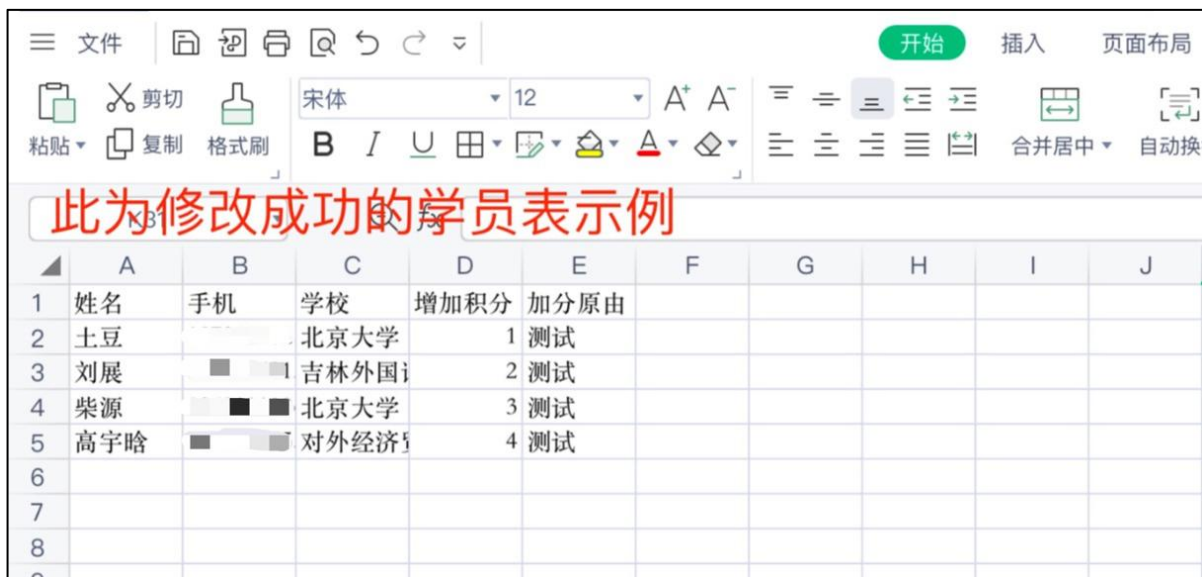 文件 开始 插入 页面布局
剪切 宋体 12 A+ A-
粘贴 复制 格式刷 B I U A 合并居中 自动换
此为修改成功的学员表示例
A B C D E F G H I J
1 姓名 手机 学校 增加积分 加分原由
2 土豆 北京大学 1 测试
3 刘展 1 吉林外国 2 测试
4 柴源 北京大学 3 测试
5 高宇晗 对外经济 4 测试
6
7
8